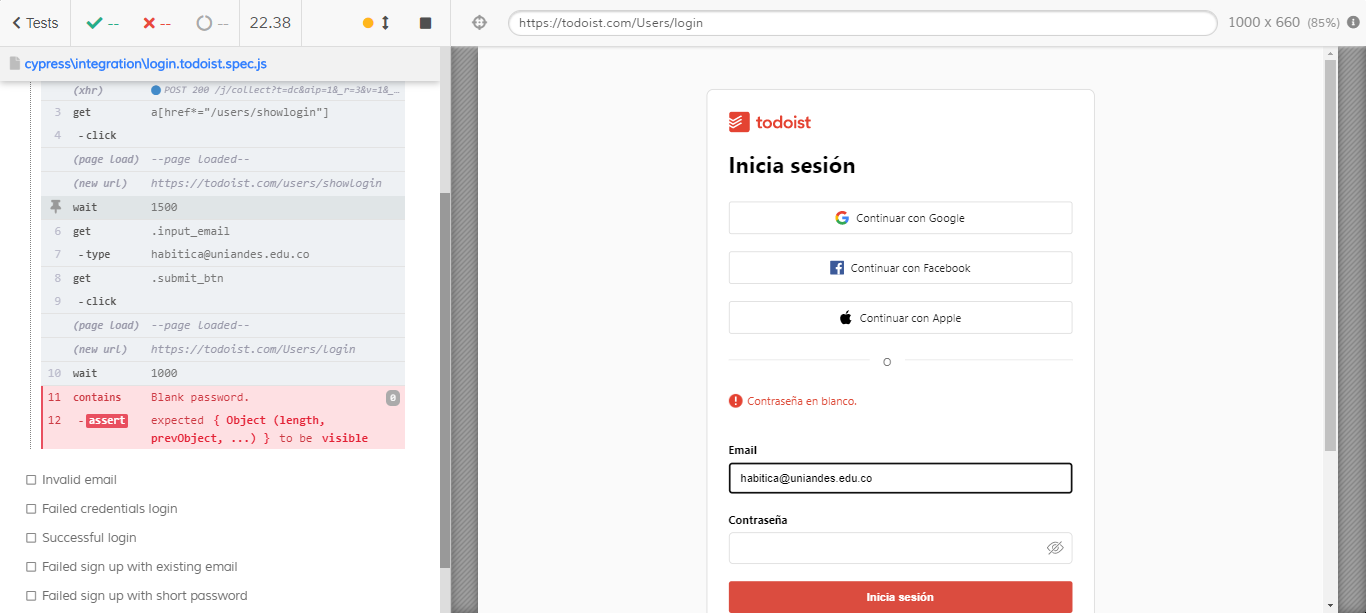 Tests
--
--
--
22.38
https://todoist.com/Users/login
1000 x 660 (85%)
cypress\integration\login.todoist.spec.js
(xhr) POST 200 /j/collect?t=dc&aip=1&_r=3&v=1&_…
3 get a[href*="/users/showlogin"]
4 -click
(page load) --page loaded--
(new url) https://todoist.com/users/showlogin
wait 1500
6 get .input_email
7 -type habitica@uniandes.edu.co
8 get .submit_btn
9 -click
(page load) --page loaded--
(new url) https://todoist.com/Users/login
10 wait 1000
11 contains Blank password. 0
12 -assert expected { Object (length,
prevObject, ...) } to be visible
Invalid email
Failed credentials login
Successful login
Failed sign up with existing email
Failed sign up with short password
todoist
Inicia sesión
Continuar con Google
Continuar con Facebook
Continuar con Apple
O
Contraseña en blanco.
Email
habitica@uniandes.edu.co
Contraseña
Inicia sesión